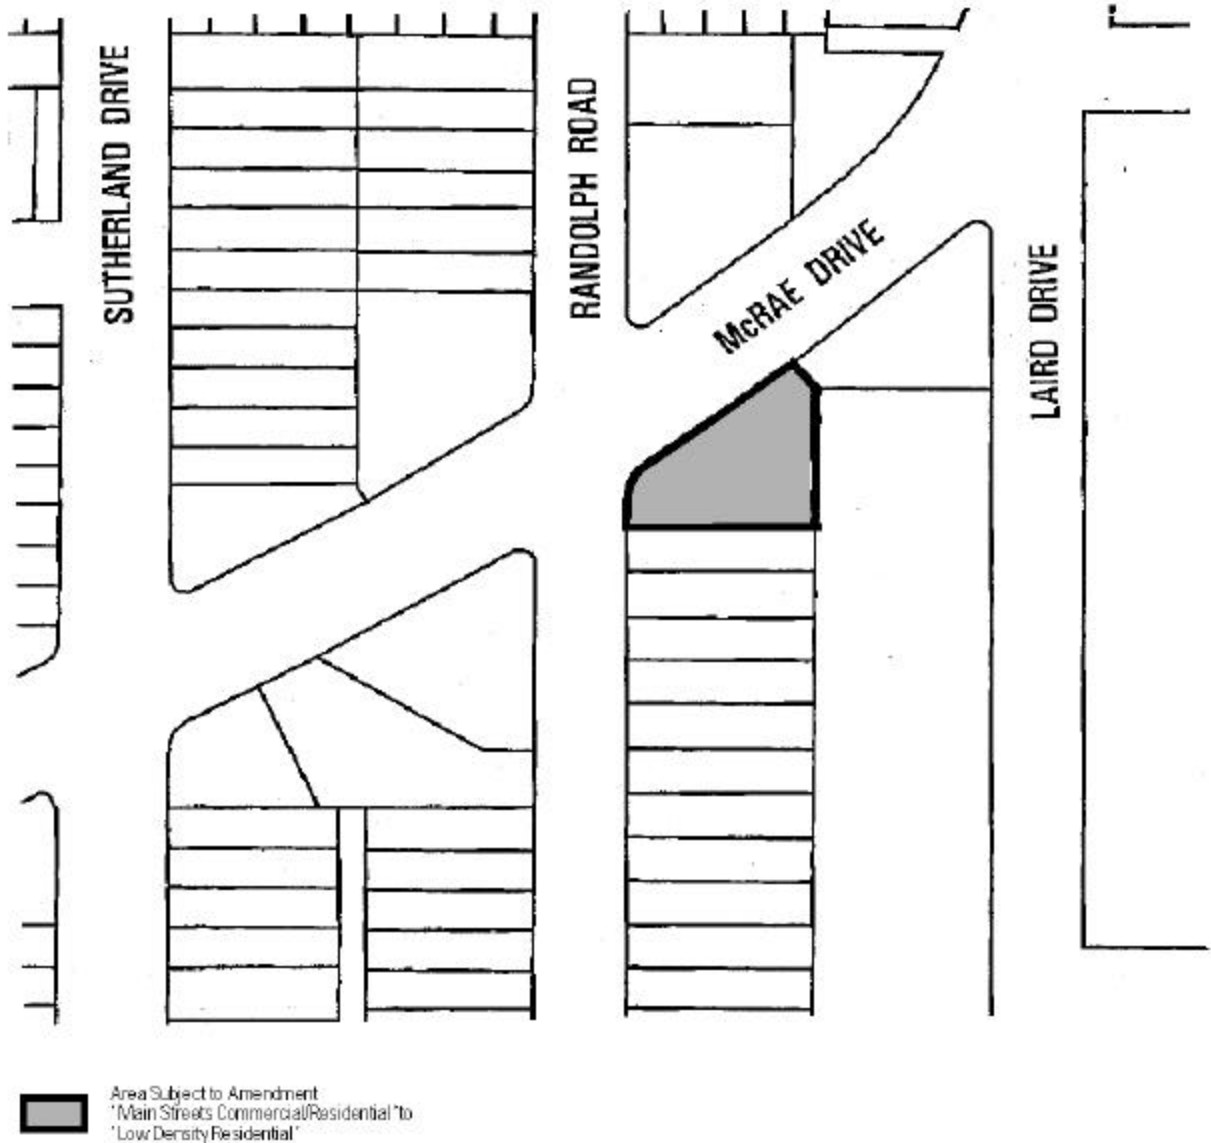 SUTHERLAND DRIVE
RANDOLPH ROAD
McRAE DRIVE
LAIRD DRIVE
Area Subject to Amendment
"Main Streets Commercial/Residential" to
"Low Density Residential"